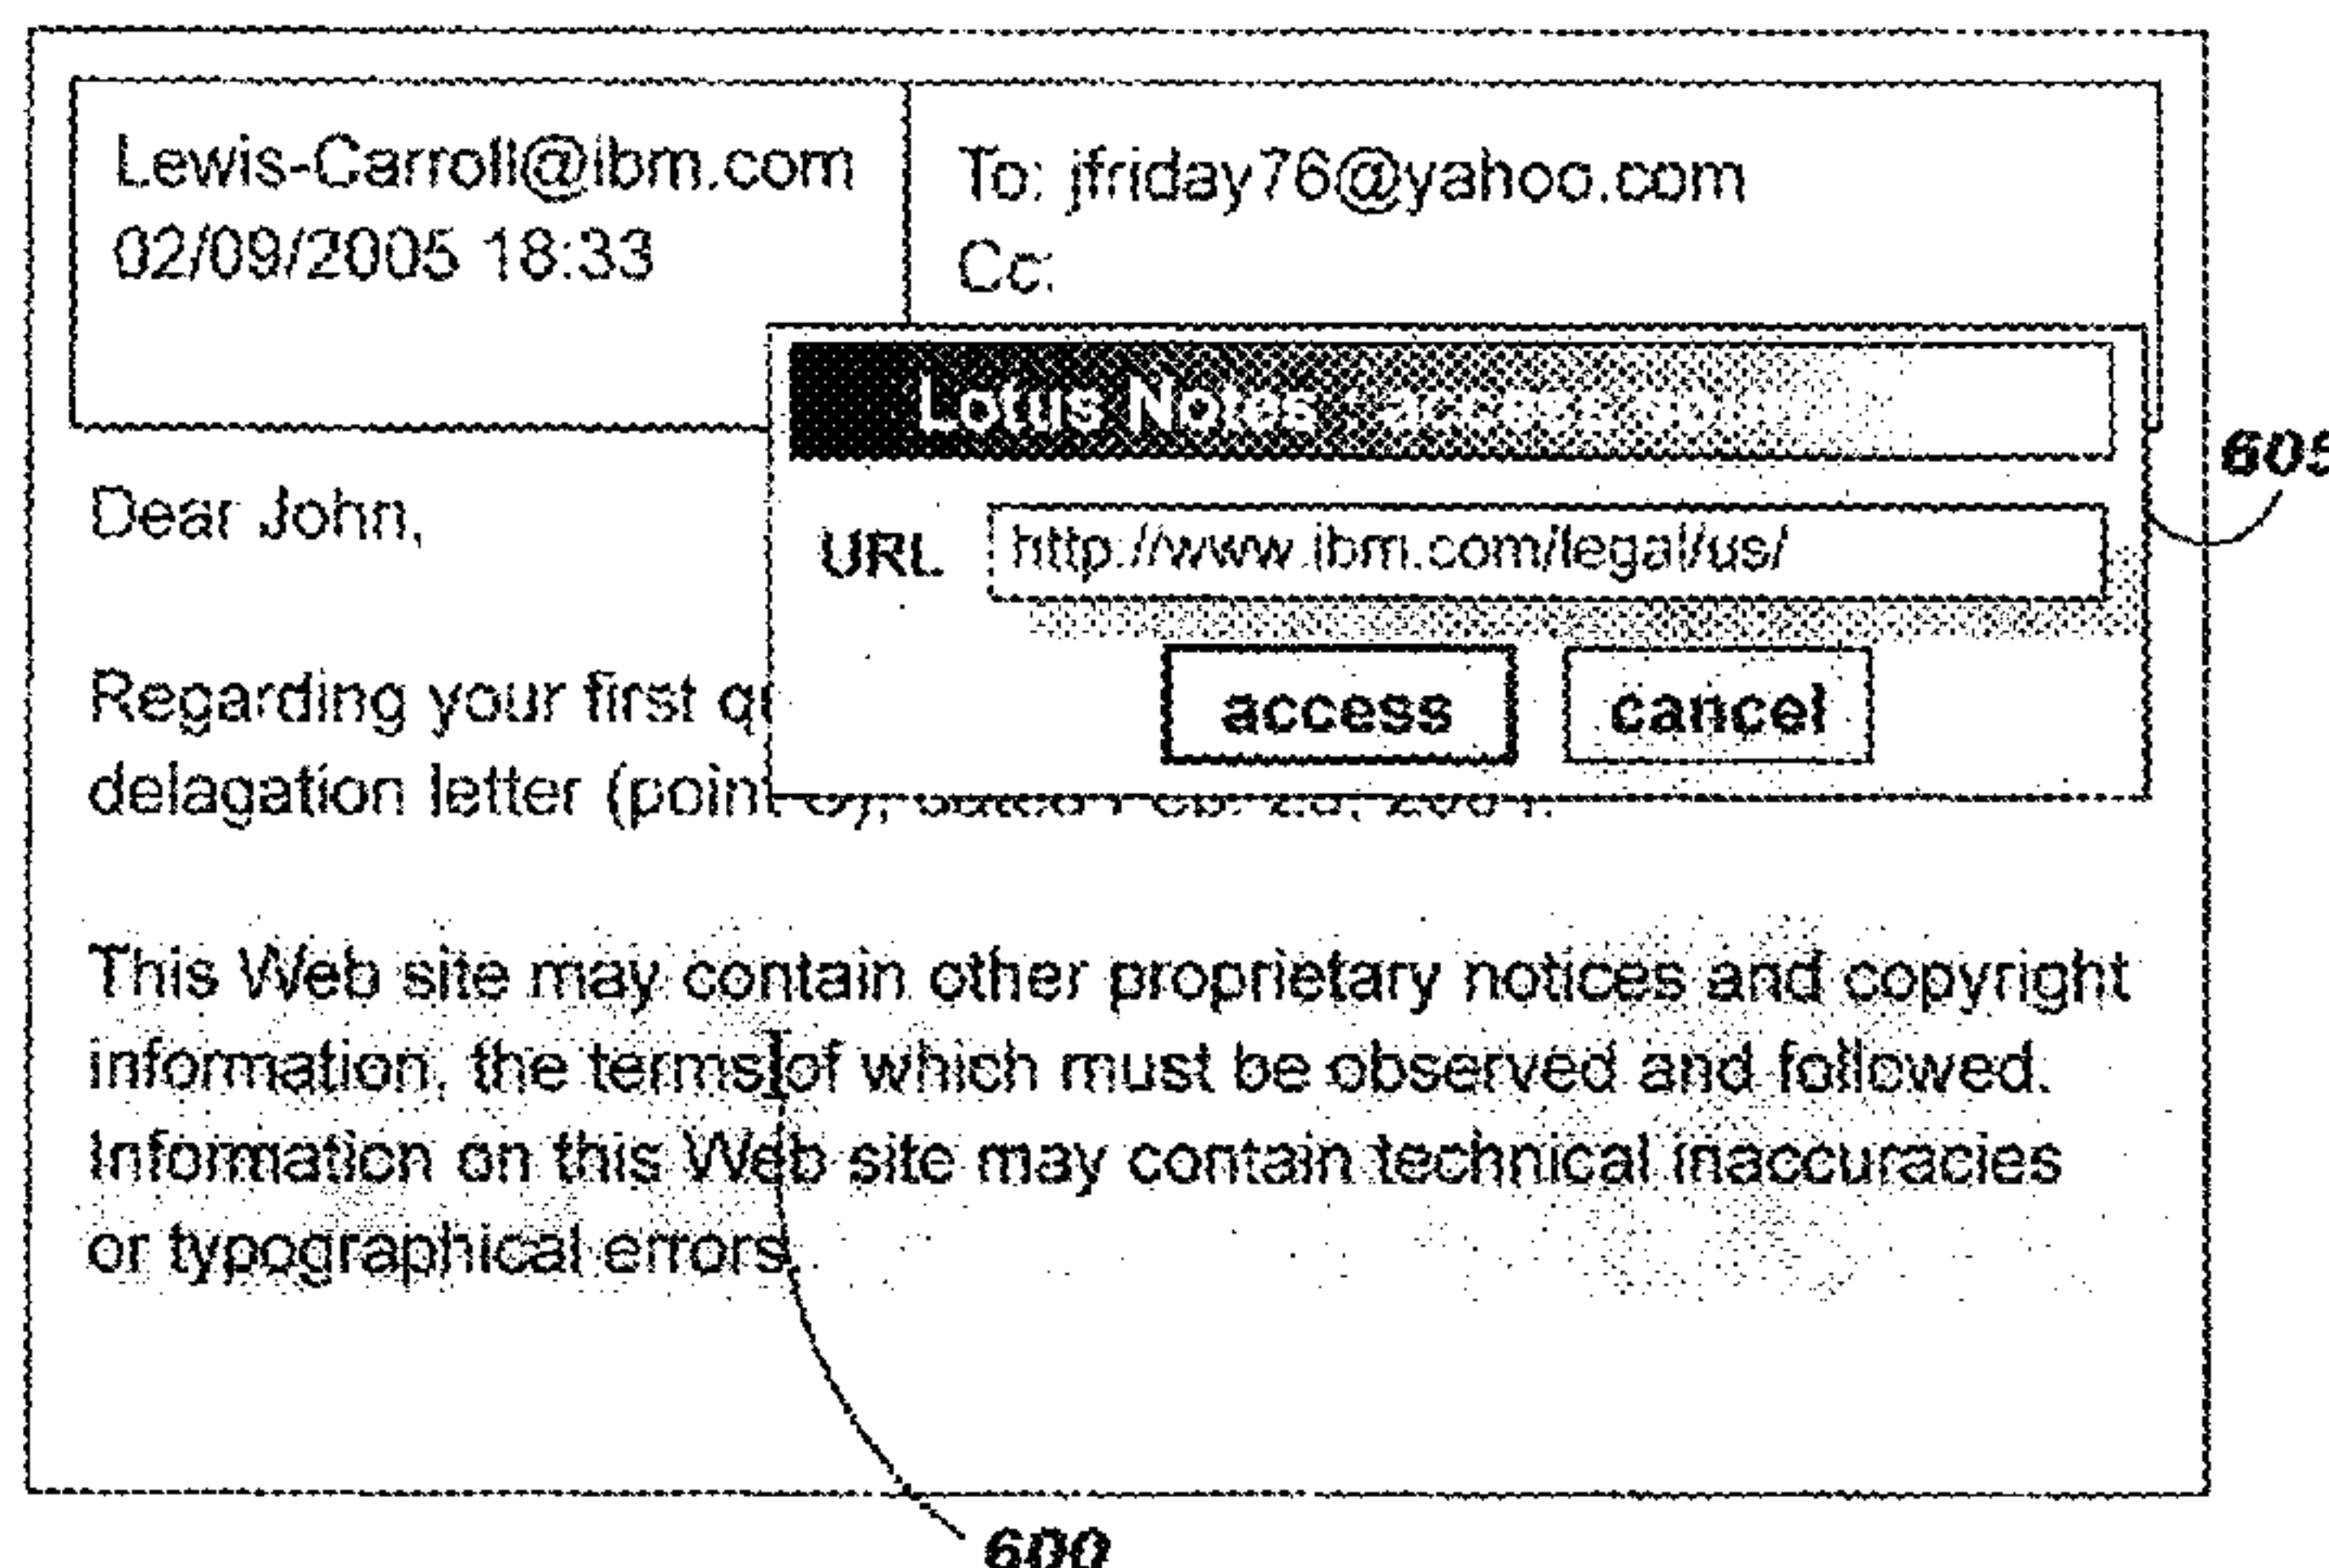 Lewis-Carroll@ibm.com
02/09/2005 18:33
To: jfriday76@yahoo.com
Cc:
Lotus Notes - access
605
URL http://www.ibm.com/legal/us/
access cancel
Dear John,
Regarding your first
delagation letter (point
This Web site may contain other proprietary notices and copyright
information, the terms of which must be observed and followed.
Information on this Web site may contain technical inaccuracies
or typographical errors.
600